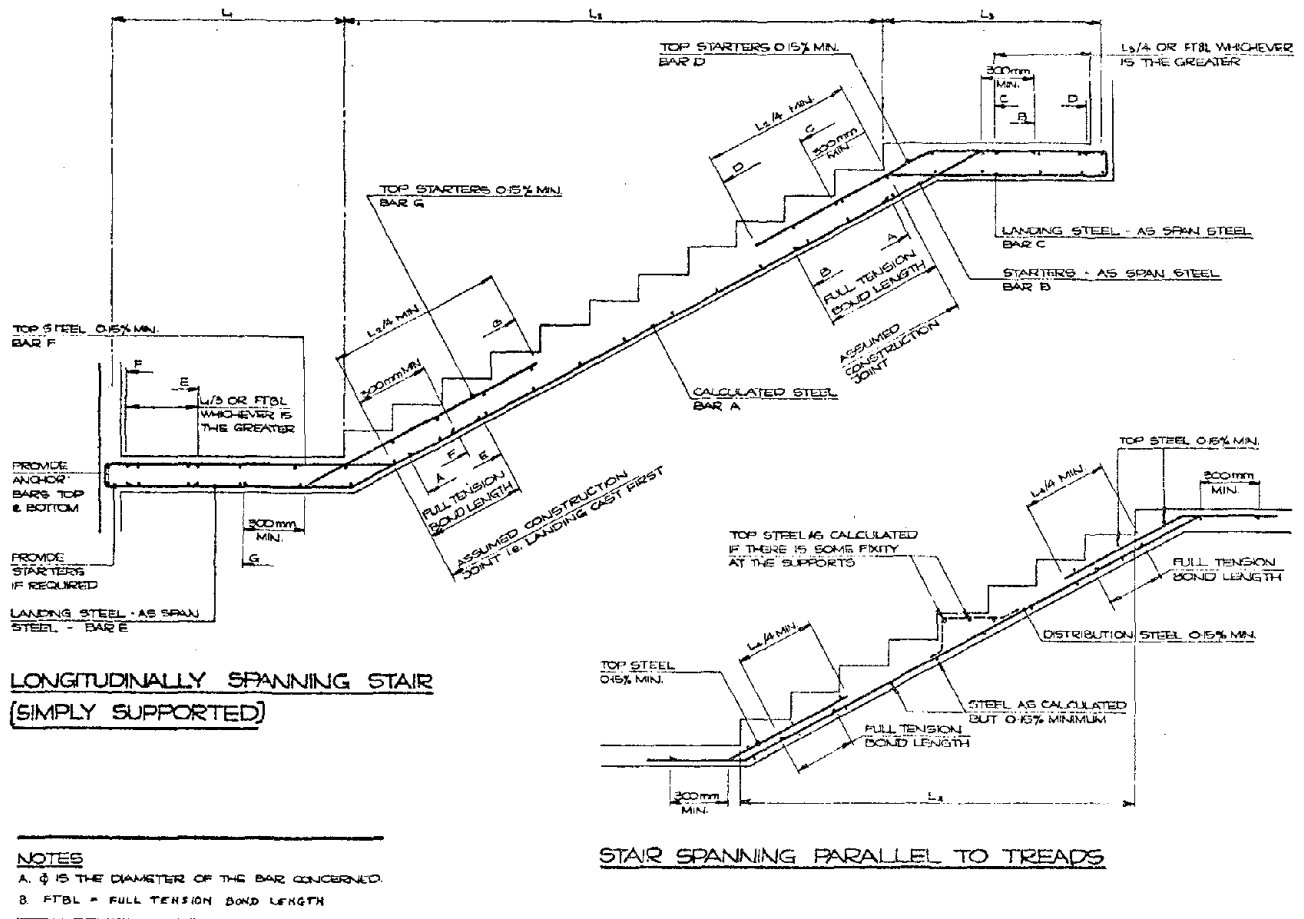 L₁
L₂
L₃
TOP STARTERS 0·15% MIN.
BAR D
L₃/4 OR FTBL WHICHEVER
IS THE GREATER
300mm
MIN.
C
D
B
L₂/4 MIN.
C
D
300mm
MIN
TOP STARTERS 0·15% MIN.
BAR G
A
B
FULL TENSION
BOND LENGTH
LANDING STEEL - AS SPAN STEEL
BAR C
STARTERS - AS SPAN STEEL
BAR B
ASSUMED
CONSTRUCTION
JOINT
L₂/4 MIN
G
300mm MIN
TOP STEEL 0·15% MIN.
BAR F
F
E
L₁/3 OR FTBL
WHICHEVER IS
THE GREATER
CALCULATED STEEL
BAR A
PROVIDE
ANCHOR
BARS TOP
& BOTTOM
F
E
A
FULL TENSION
BOND LENGTH
ASSUMED CONSTRUCTION
JOINT I.E. LANDING CAST FIRST
300mm
MIN.
G
PROVIDE
STARTERS
IF REQUIRED
LANDING STEEL - AS SPAN
STEEL - BAR E
LONGITUDINALLY SPANNING STAIR
(SIMPLY SUPPORTED)
TOP STEEL 0·15% MIN.
L₂/4 MIN.
300mm
MIN.
TOP STEEL AS CALCULATED
IF THERE IS SOME FIXITY
AT THE SUPPORTS
FULL TENSION
BOND LENGTH
DISTRIBUTION STEEL 0·15% MIN.
L₂/4 MIN
TOP STEEL
0·15% MIN.
STEEL AS CALCULATED
BUT 0·15% MINIMUM
FULL TENSION
BOND LENGTH
300mm
MIN.
L₂
STAIR SPANNING PARALLEL TO TREADS
NOTES
A. ϕ IS THE DIAMETER OF THE BAR CONCERNED.
B. FTBL = FULL TENSION BOND LENGTH